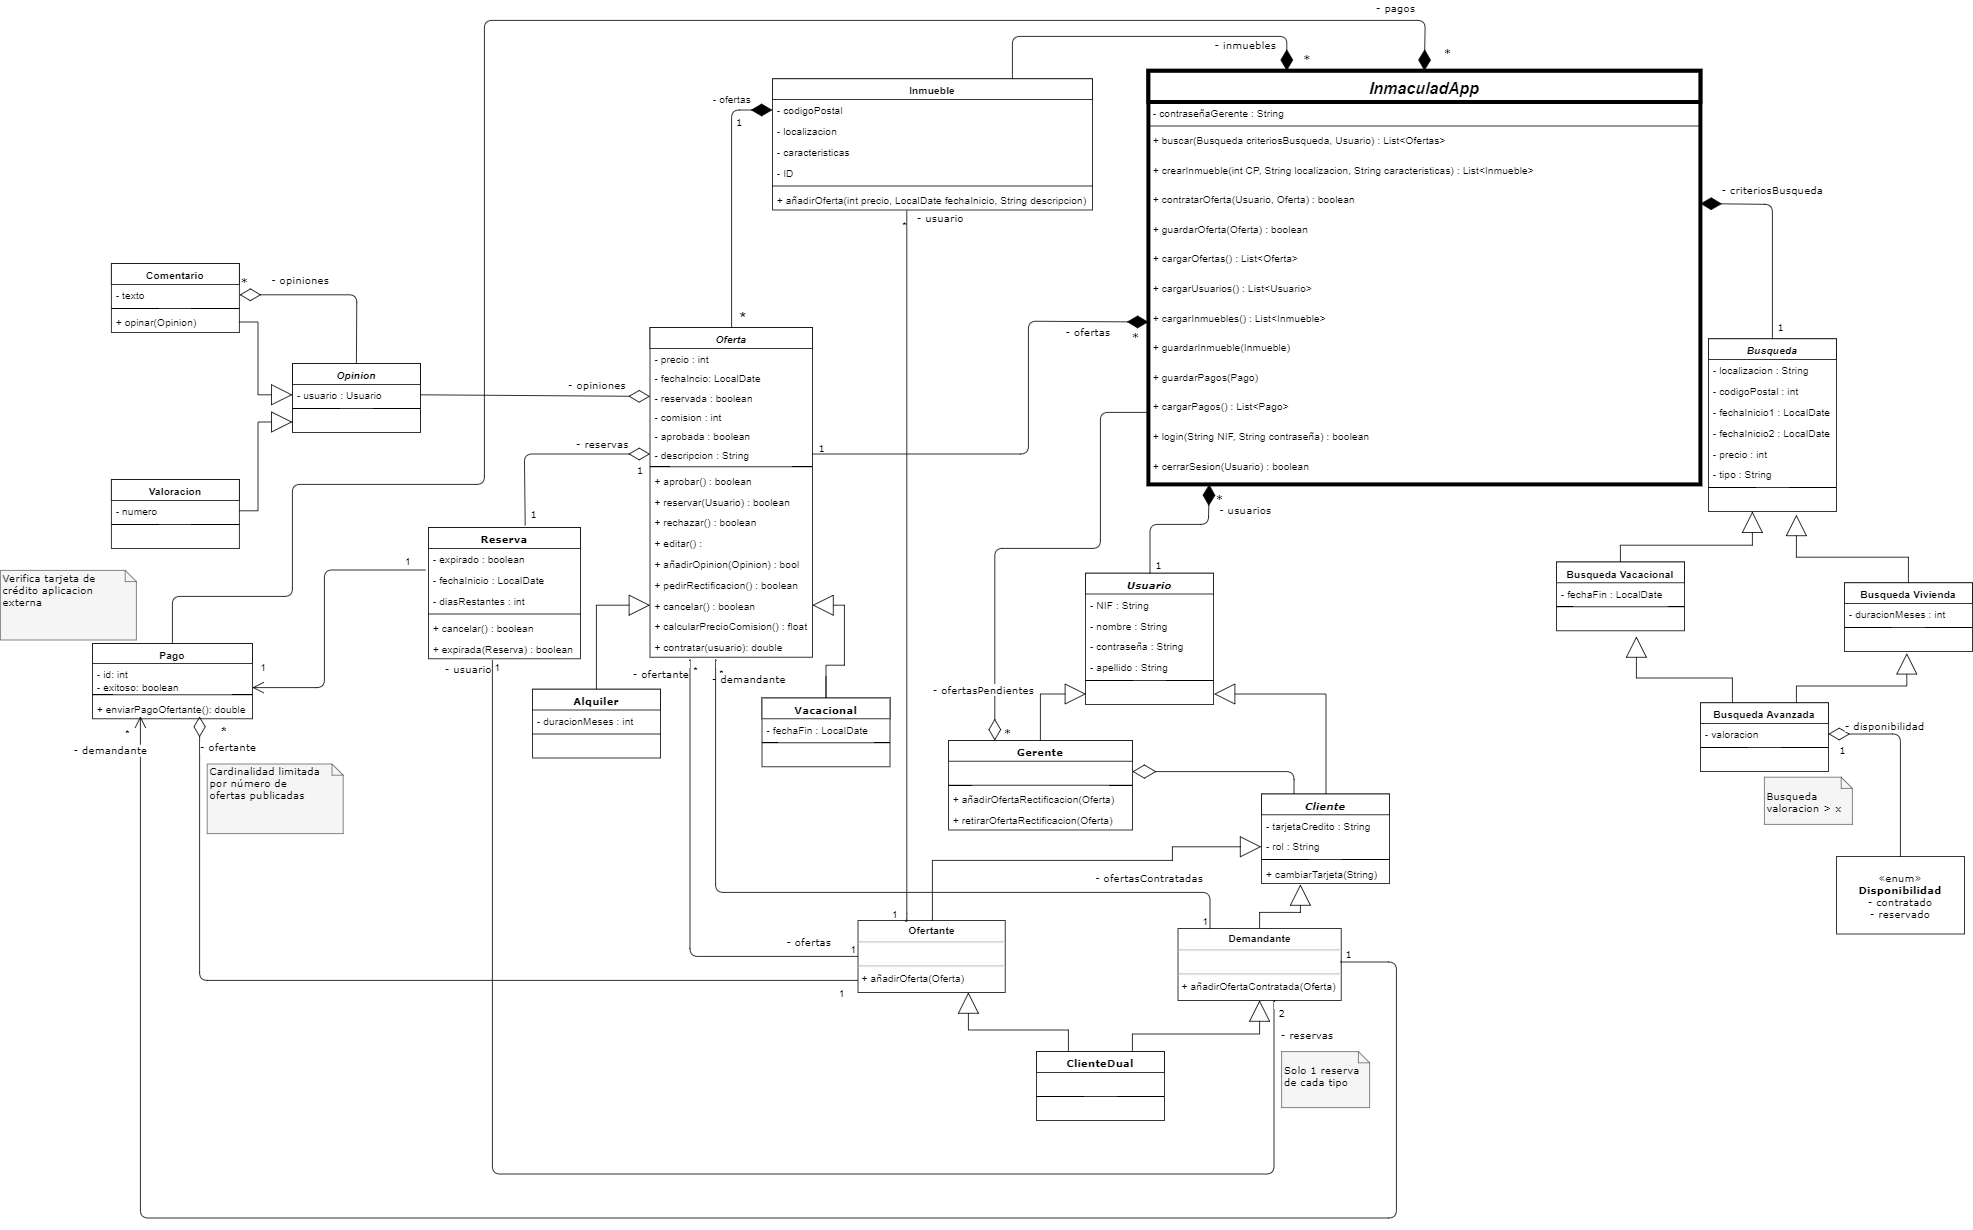 - pagos
*
- inmuebles
*
InmaculadApp
- contraseñaGerente : String
+ buscar(Busqueda criteriosBusqueda, Usuario) : List<Ofertas>
+ crearInmueble(int CP, String localizacion, String caracteristicas) : List<Inmueble>
+ contratarOferta(Usuario, Oferta) : boolean
+ guardarOferta(Oferta) : boolean
+ cargarOfertas() : List<Oferta>
+ cargarUsuarios() : List<Usuario>
+ cargarInmuebles() : List<Inmueble>
+ guardarInmueble(Inmueble)
+ guardarPagos(Pago)
+ cargarPagos() : List<Pago>
+ login(String NIF, String contraseña) : boolean
+ cerrarSesion(Usuario) : boolean
Inmueble
- codigoPostal
- localizacion
- caracteristicas
- ID
+ añadirOferta(int precio, LocalDate fechaInicio, String descripcion)
- ofertas
1
*
- usuario
*
- criteriosBusqueda
1
Comentario
- texto
+ opinar(Opinion)
*
- opiniones
Opinion
- usuario : Usuario
Valoracion
- numero
- opiniones
- reservas
1
1
Oferta
- precio : int
- fechaIncio: LocalDate
- reservada : boolean
- comision : int
- aprobada : boolean
- descripcion : String
+ aprobar() : boolean
+ reservar(Usuario) : boolean
+ rechazar() : boolean
+ editar() :
+ añadirOpinion(Opinion) : bool
+ pedirRectificacion() : boolean
+ cancelar() : boolean
+ calcularPrecioComision() : float
+ contratar(usuario): double
- ofertas
*
1
Busqueda
- localizacion : String
- codigoPostal : int
- fechaInicio1 : LocalDate
- fechaInicio2 : LocalDate
- precio : int
- tipo : String
*
- usuarios
1
Reserva
- expirado : boolean
- fechaInicio : LocalDate
- diasRestantes : int
+ cancelar() : boolean
+ expirada(Reserva) : boolean
1
- usuario
1
Verifica tarjeta de
crédito aplicacion
externa
Usuario
- NIF : String
- nombre : String
- contraseña : String
- apellido : String
Busqueda Vacacional
- fechaFin : LocalDate
Busqueda Vivienda
- duracionMeses : int
Pago
- id: int
- exitoso: boolean
+ enviarPagoOfertante(): double
1
*
- demandante
*
- ofertante
Cardinalidad limitada
por número de
ofertas publicadas
- ofertante
*
*
- demandante
Alquiler
- duracionMeses : int
Vacacional
- fechaFin : LocalDate
- ofertasPendientes
*
Gerente
+ añadirOfertaRectificacion(Oferta)
+ retirarOfertaRectificacion(Oferta)
Busqueda Avanzada
- valoracion
- disponibilidad
1
Busqueda
valoracion > x
Cliente
- tarjetaCredito : String
- rol : String
+ cambiarTarjeta(String)
«enum»
Disponibilidad
- contratado
- reservado
- ofertasContratadas
1
1
Ofertante
+ añadirOferta(Oferta)
- ofertas
1
1
Demandante
+ añadirOfertaContratada(Oferta)
1
2
- reservas
Solo 1 reserva
de cada tipo
ClienteDual